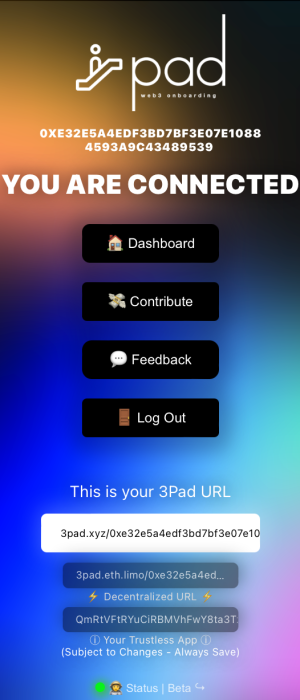 pad
web3 onboarding
0XE32E5A4EDF3BD7BF3E07E1088
4593A9C43489539
YOU ARE CONNECTED
🏠 Dashboard
💸 Contribute
💬 Feedback
🚪 Log Out
This is your 3Pad URL
3pad.xyz/0xe32e5a4edf3bd7bf3e07e10
3pad.eth.limo/0xe32e5a4ed...
⚡ Decentralized URL ⚡
QmRtVFtRYuCiRBMVhFwY8ta3T
ⓘ Your Trustless App ⓘ
(Subject to Changes - Always Save)
Status | Beta ↪